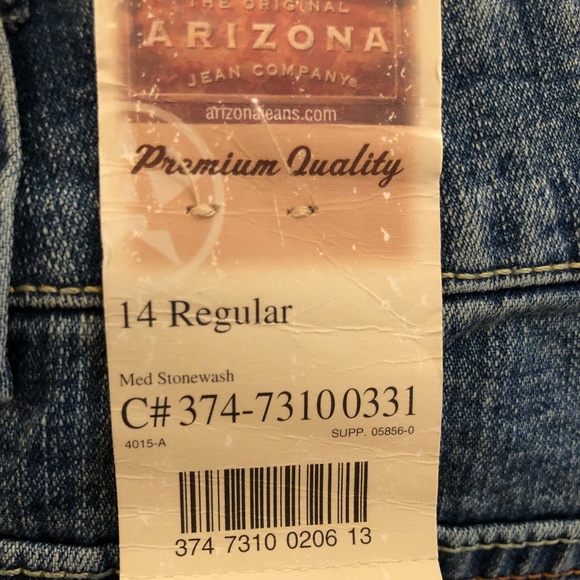 THE ORIGINAL
ARIZONA
JEAN COMPANY®
arizonajeans.com
Premium Quality
14 Regular
Med Stonewash
C# 374-7310 0331
4015-A
SUPP. 05856-0
374 7310 0206 13